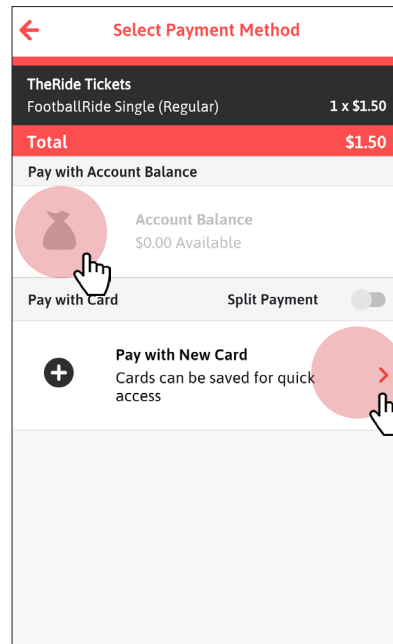 Select Payment Method
TheRide Tickets
FootballRide Single (Regular) 1 x $1.50
Total $1.50
Pay with Account Balance
Account Balance
$0.00 Available
Pay with Card Split Payment
Pay with New Card
Cards can be saved for quick
access